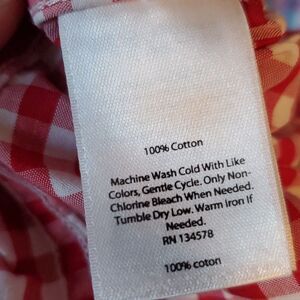 100% Cotton
Machine Wash Cold With Like
Colors, Gentle Cycle. Only Non-
Chlorine Bleach When Needed.
Tumble Dry Low. Warm Iron If
Needed.
RN 134578
100% cotton